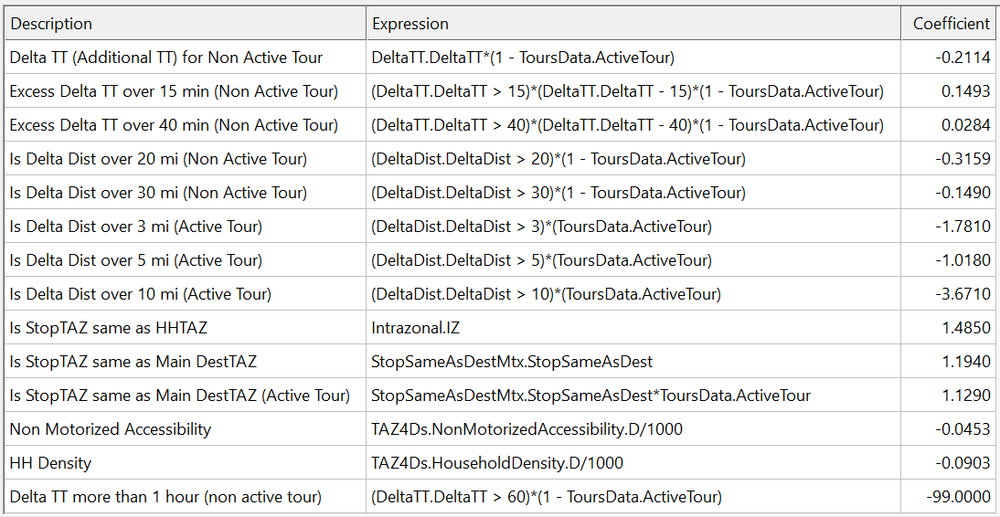 Description Expression Coefficient
Delta TT (Additional TT) for Non Active Tour DeltaTT.DeltaTT*(1 - ToursData.ActiveTour) -0.2114
Excess Delta TT over 15 min (Non Active Tour) (DeltaTT.DeltaTT > 15)*(DeltaTT.DeltaTT - 15)*(1 - ToursData.ActiveTour) 0.1493
Excess Delta TT over 40 min (Non Active Tour) (DeltaTT.DeltaTT > 40)*(DeltaTT.DeltaTT - 40)*(1 - ToursData.ActiveTour) 0.0284
Is Delta Dist over 20 mi (Non Active Tour) (DeltaDist.DeltaDist > 20)*(1 - ToursData.ActiveTour) -0.3159
Is Delta Dist over 30 mi (Non Active Tour) (DeltaDist.DeltaDist > 30)*(1 - ToursData.ActiveTour) -0.1490
Is Delta Dist over 3 mi (Active Tour) (DeltaDist.DeltaDist > 3)*(ToursData.ActiveTour) -1.7810
Is Delta Dist over 5 mi (Active Tour) (DeltaDist.DeltaDist > 5)*(ToursData.ActiveTour) -1.0180
Is Delta Dist over 10 mi (Active Tour) (DeltaDist.DeltaDist > 10)*(ToursData.ActiveTour) -3.6710
Is StopTAZ same as HHTAZ Intrazonal.IZ 1.4850
Is StopTAZ same as Main DestTAZ StopSameAsDestMtx.StopSameAsDest 1.1940
Is StopTAZ same as Main DestTAZ (Active Tour) StopSameAsDestMtx.StopSameAsDest*ToursData.ActiveTour 1.1290
Non Motorized Accessibility TAZ4Ds.NonMotorizedAccessibility.D/1000 -0.0453
HH Density TAZ4Ds.HouseholdDensity.D/1000 -0.0903
Delta TT more than 1 hour (non active tour) (DeltaTT.DeltaTT > 60)*(1 - ToursData.ActiveTour) -99.0000